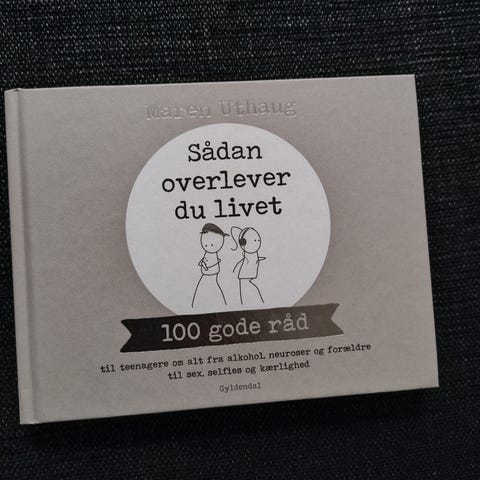 Maren Uthaug
Sådan
overlever
du livet
100 gode råd
til teenagere om alt fra alkohol, neuroser og forældre
til sex, selfies og kærlighed
Gyldendal